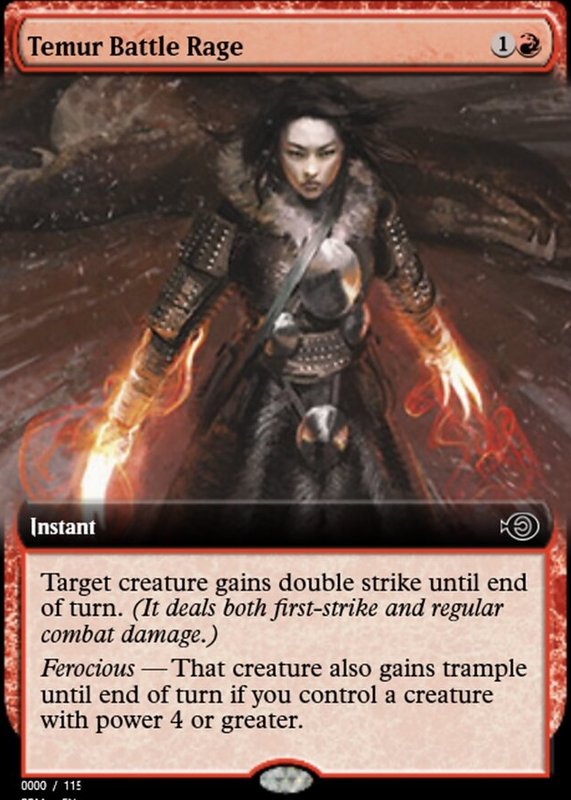 Temur Battle Rage 1
Instant
Target creature gains double strike until end
of turn. (It deals both first-strike and regular
combat damage.)
Ferocious — That creature also gains trample
until end of turn if you control a creature
with power 4 or greater.
0000 / 115